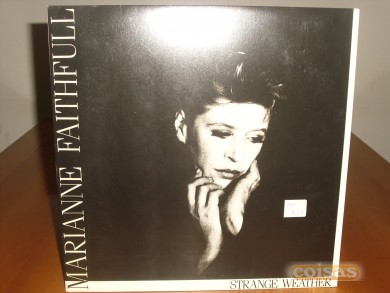 MARIANNE FAITHFULL
STRANGE WEATHER
coisas